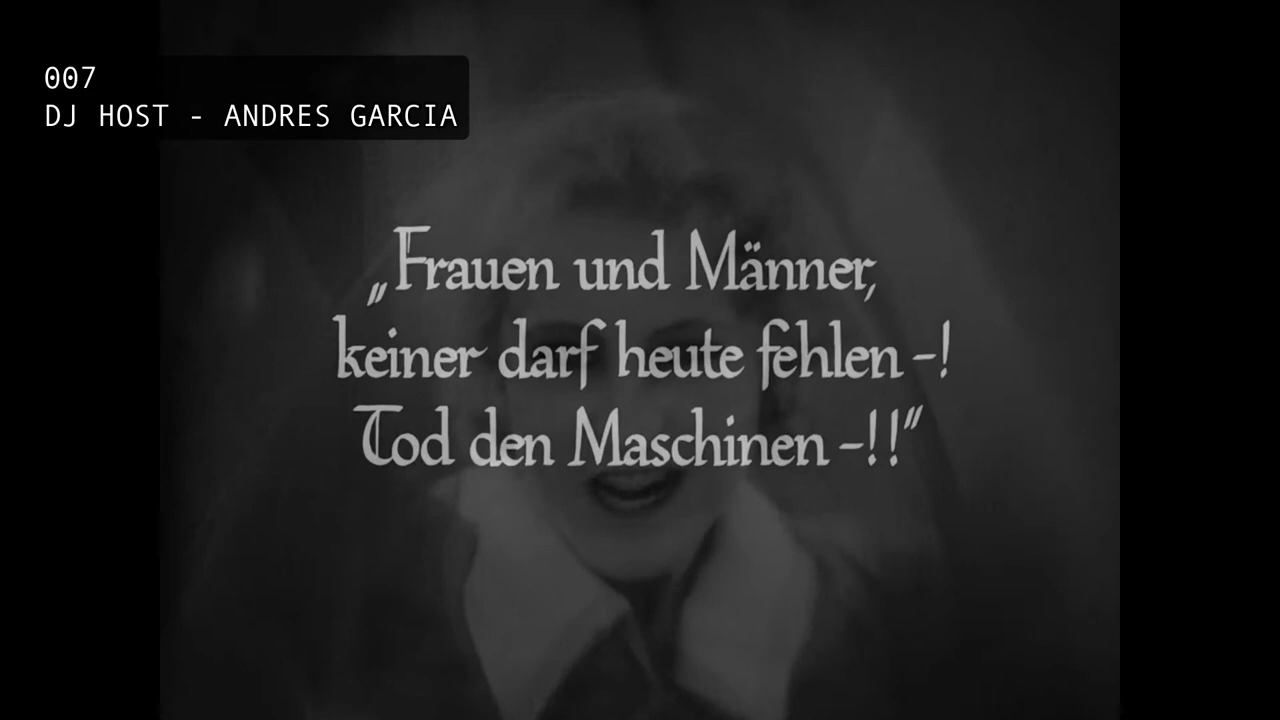 007
DJ HOST - ANDRES GARCIA
„Frauen und Männer,
keiner darf heute fehlen -!
Tod den Maschinen -!!"